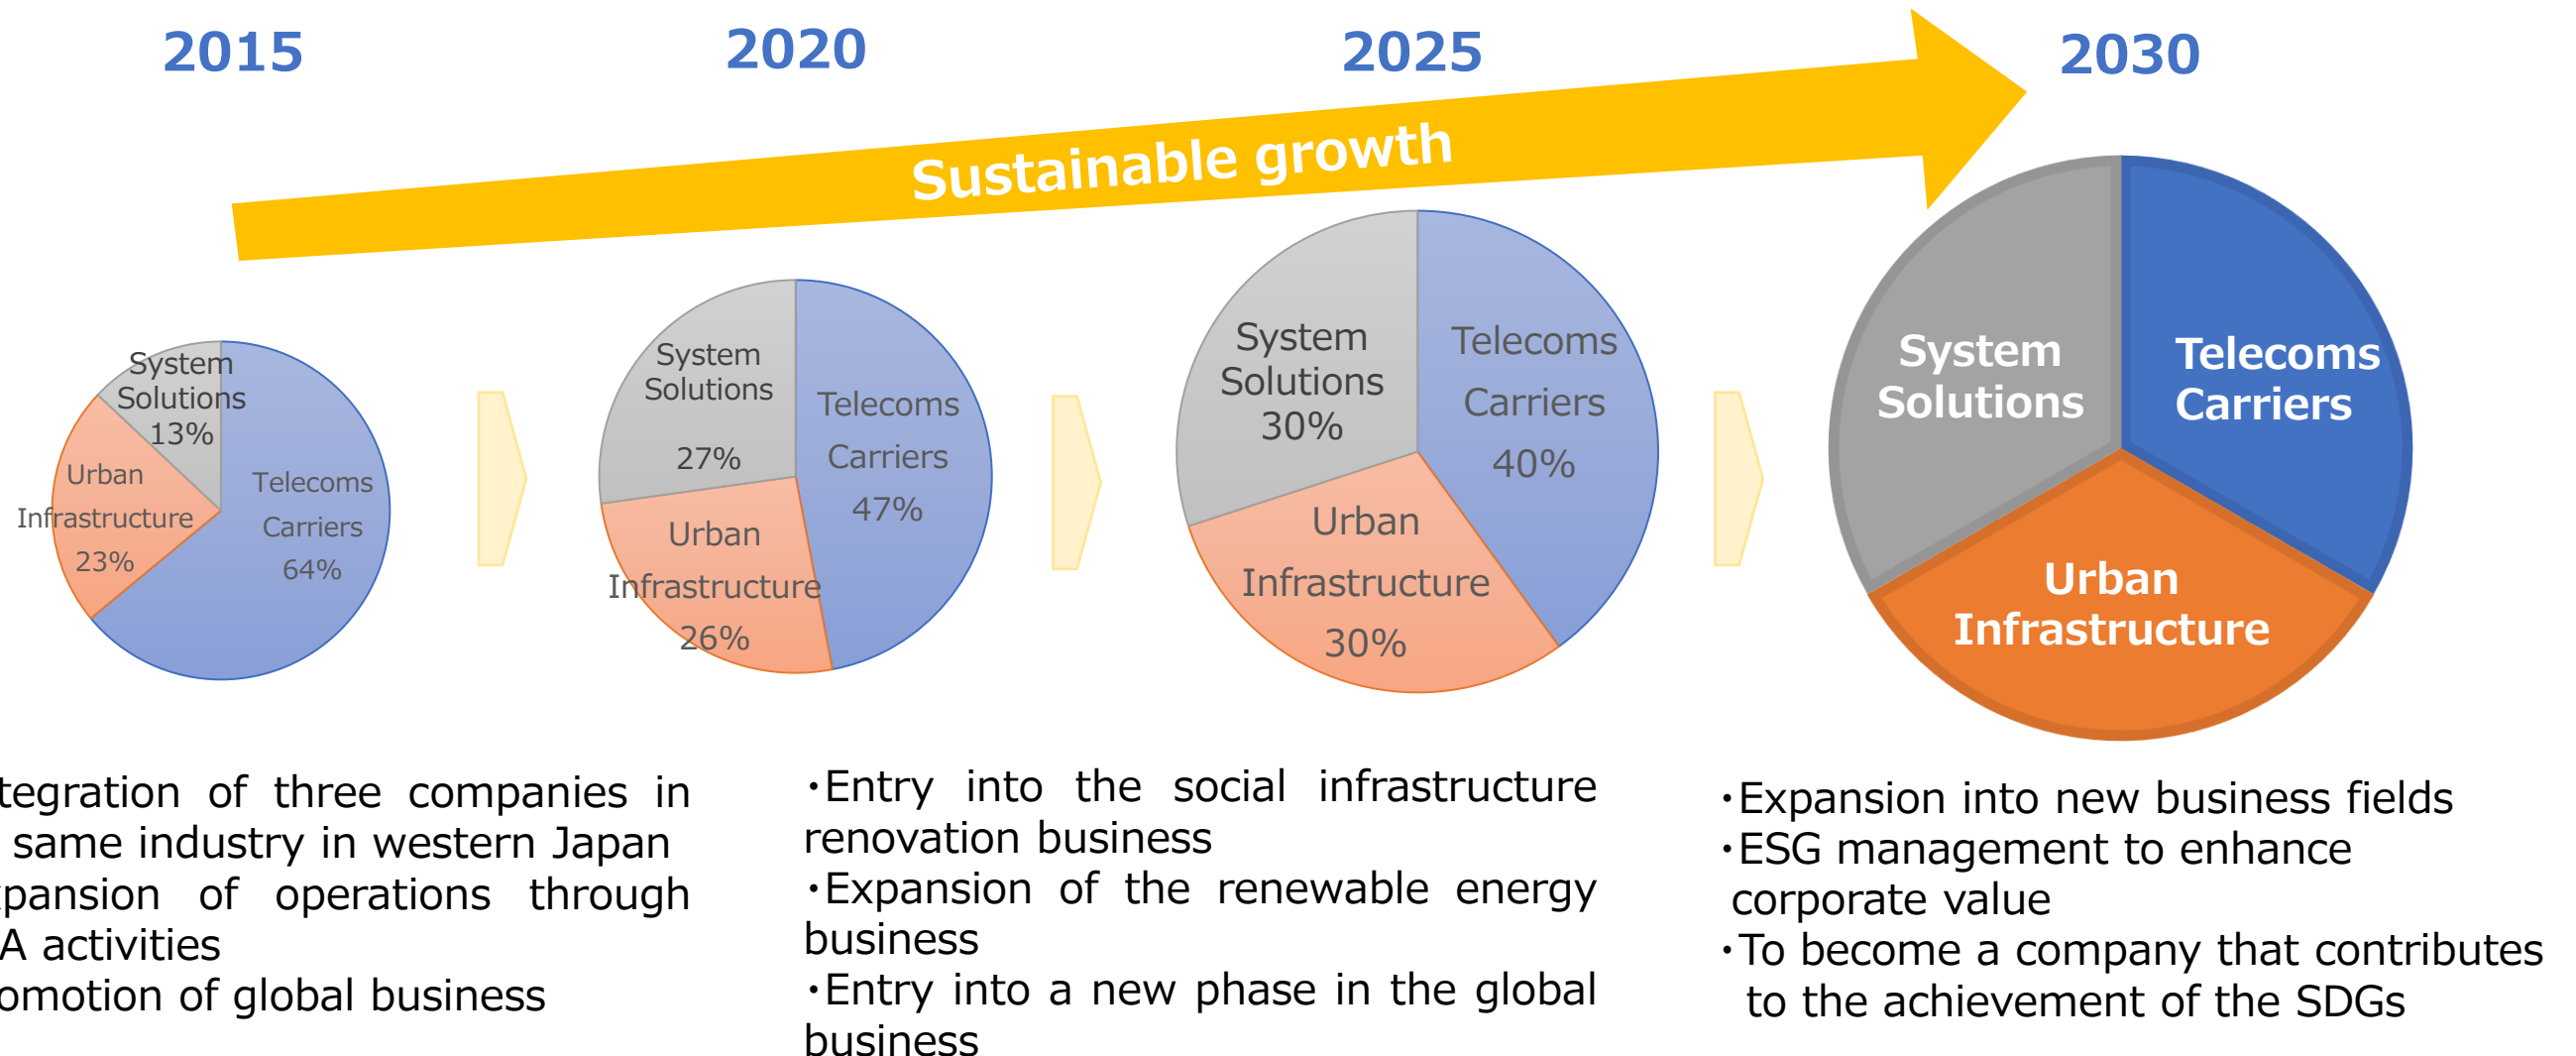 2015
2020
2025
2030
Sustainable growth
System
Solutions
13%
Urban
Infrastructure
23%
Telecoms
Carriers
64%
System
Solutions
27%
Telecoms
Carriers
47%
Urban
Infrastructure
26%
System
Solutions
30%
Telecoms
Carriers
40%
Urban
Infrastructure
30%
System
Solutions
Telecoms
Carriers
Urban
Infrastructure
of three companies in
same industry in western Japan
of operations through
activities
of global business
・Entry into the social infrastructure
renovation business
・Expansion of the renewable energy
business
・Entry into a new phase in the global
business
・Expansion into new business fields
・ESG management to enhance
corporate value
・To become a company that contributes
to the achievement of the SDGs